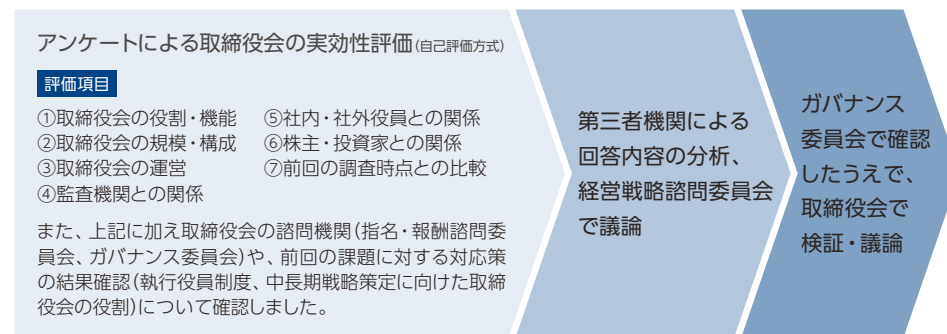 アンケートによる取締役会の実効性評価(自己評価方式)
評価項目
①取締役会の役割・機能
②取締役会の規模・構成
③取締役会の運営
④監査機関との関係
⑤社内・社外役員との関係
⑥株主・投資家との関係
⑦前回の調査時点との比較
また、上記に加え取締役会の諮問機関(指名・報酬諮問委
員会、ガバナンス委員会)や、前回の課題に対する対応策
の結果確認(執行役員制度、中長期戦略策定に向けた取締
役会の役割)について確認しました。
第三者機関による
回答内容の分析、
経営戦略諮問委員会
で議論
ガバナンス
委員会で確認
したうえで、
取締役会で
検証・議論